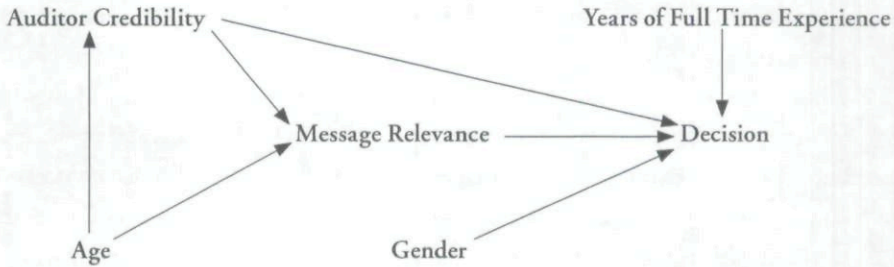 Auditor Credibility
Years of Full Time Experience
Message Relevance
Decision
Age
Gender